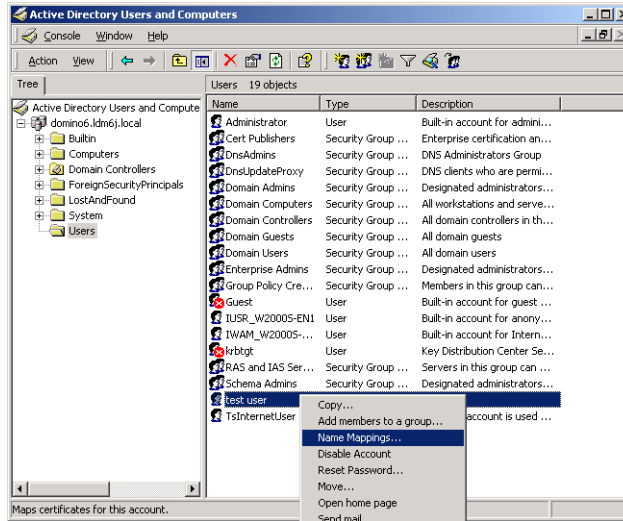 Active Directory Users and Computers
Console Window Help
Action View
Tree
Users 19 objects
Active Directory Users and Compute
domino6.ldm6j.local
Builtin
Computers
Domain Controllers
ForeignSecurityPrincipals
LostAndFound
System
Users
Name Type Description
Administrator User Built-in account for admini...
Cert Publishers Security Group ... Enterprise certification an...
DnsAdmins Security Group ... DNS Administrators Group
DnsUpdateProxy Security Group ... DNS clients who are permi...
Domain Admins Security Group ... Designated administrators...
Domain Computers Security Group ... All workstations and serve...
Domain Controllers Security Group ... All domain controllers in th...
Domain Guests Security Group ... All domain guests
Domain Users Security Group ... All domain users
Enterprise Admins Security Group ... Designated administrators...
Group Policy Cre... Security Group ... Members in this group can...
Guest User Built-in account for guest ...
IUSR_W2000S-EN1 User Built-in account for anony...
IWAM_W2000S-... User Built-in account for Intern...
krbtgt User Key Distribution Center Se...
RAS and IAS Ser... Security Group ... Servers in this group can ...
Schema Admins Security Group ... Designated administrators...
test user
TsInternetUser account is used ...
Copy...
Add members to a group...
Name Mappings...
Disable Account
Reset Password...
Move...
Open home page
Send mail
Maps certificates for this account.